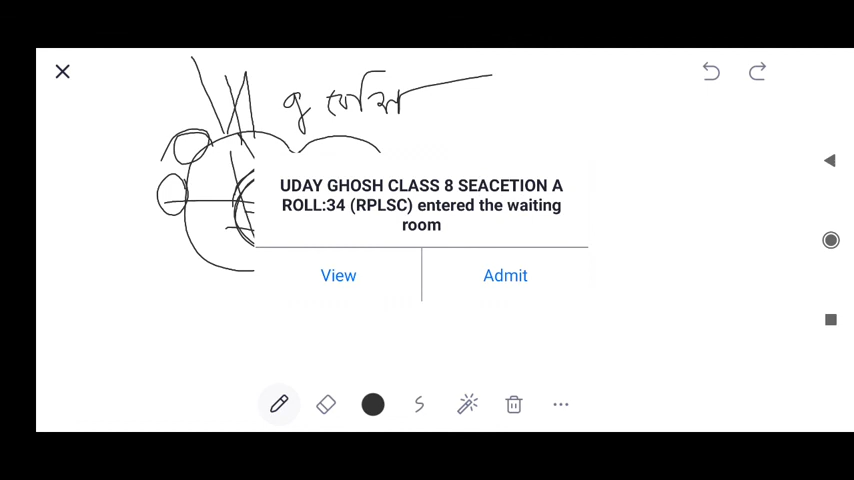 UDAY GHOSH CLASS 8 SEACETION A
ROLL:34 (RPLSC) entered the waiting
room
View
Admit